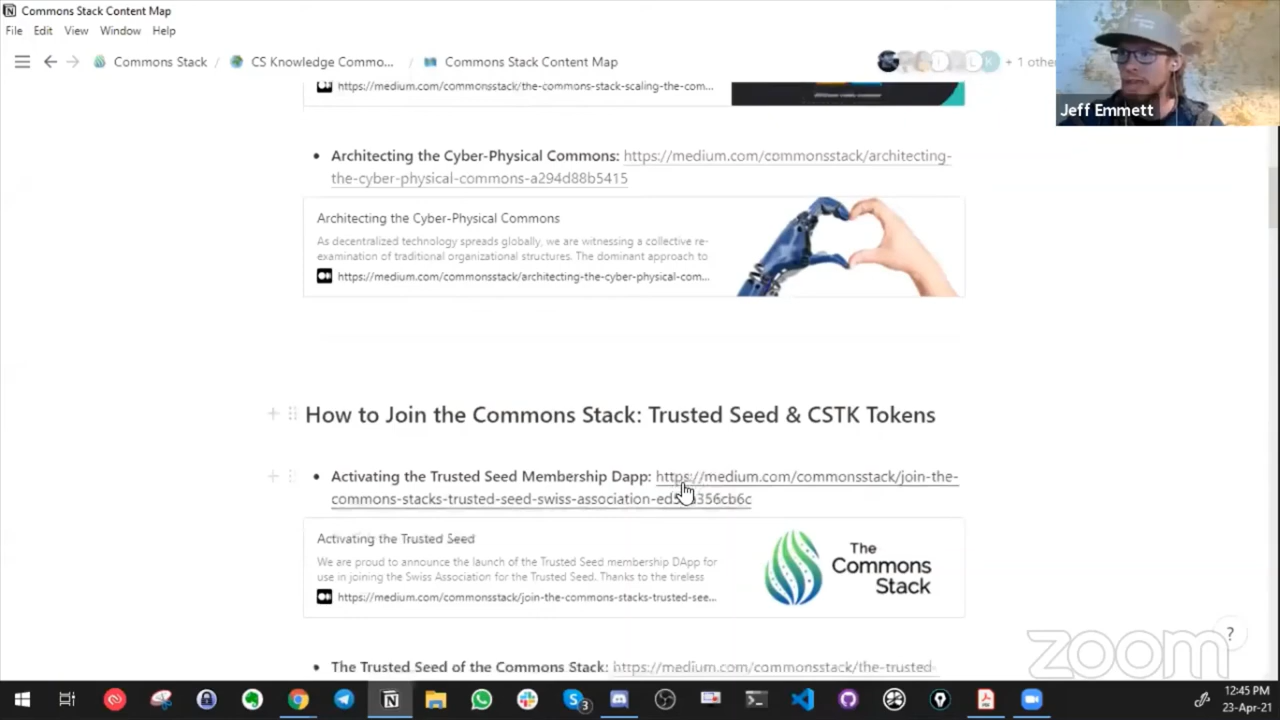 Commons Stack Content Map
File Edit View Window Help
Commons Stack / CS Knowledge Commo... / Commons Stack Content Map
+ 1 other
Jeff Emmett
https://medium.com/commonsstack/the-commons-stack-scaling-the-com...
• Architecting the Cyber-Physical Commons: https://medium.com/commonsstack/architecting-
the-cyber-physical-commons-a294d88b5415
Architecting the Cyber-Physical Commons
As decentralized technology spreads globally, we are witnessing a collective re-
examination of traditional organizational structures. The dominant approach to
https://medium.com/commonsstack/architecting-the-cyber-physical-com...
How to Join the Commons Stack: Trusted Seed & CSTK Tokens
• Activating the Trusted Seed Membership Dapp: https://medium.com/commonsstack/join-the-
commons-stacks-trusted-seed-swiss-association-
Activating the Trusted Seed
We are proud to announce the launch of the Trusted Seed membership DApp for
use in joining the Swiss Association for the Trusted Seed. Thanks to the tireless
https://medium.com/commonsstack/join-the-commons-stacks-trusted-see...
The
Commons
Stack
• The Trusted Seed of the Commons Stack: https://medium.com/commonsstack/the-trusted-
zoom
?
3
12:45 PM
23-Apr-21